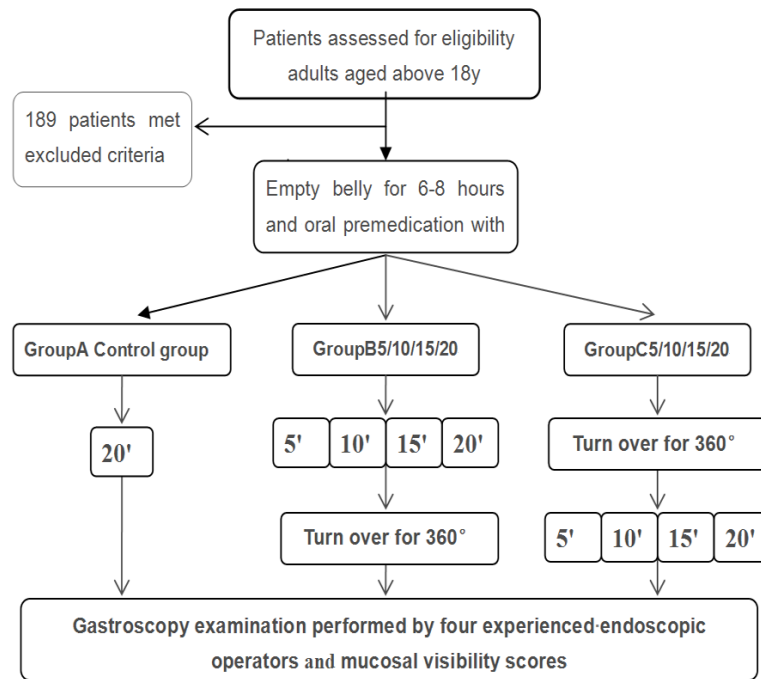 Patients assessed for eligibility
adults aged above 18y
189 patients met
excluded criteria
Empty belly for 6-8 hours
and oral premedication with
GroupA Control group
GroupB5/10/15/20
GroupC5/10/15/20
20'
5' 10' 15' 20'
Turn over for 360°
Turn over for 360°
5' 10' 15' 20'
Gastroscopy examination performed by four experienced·endoscopic
operators and mucosal visibility scores